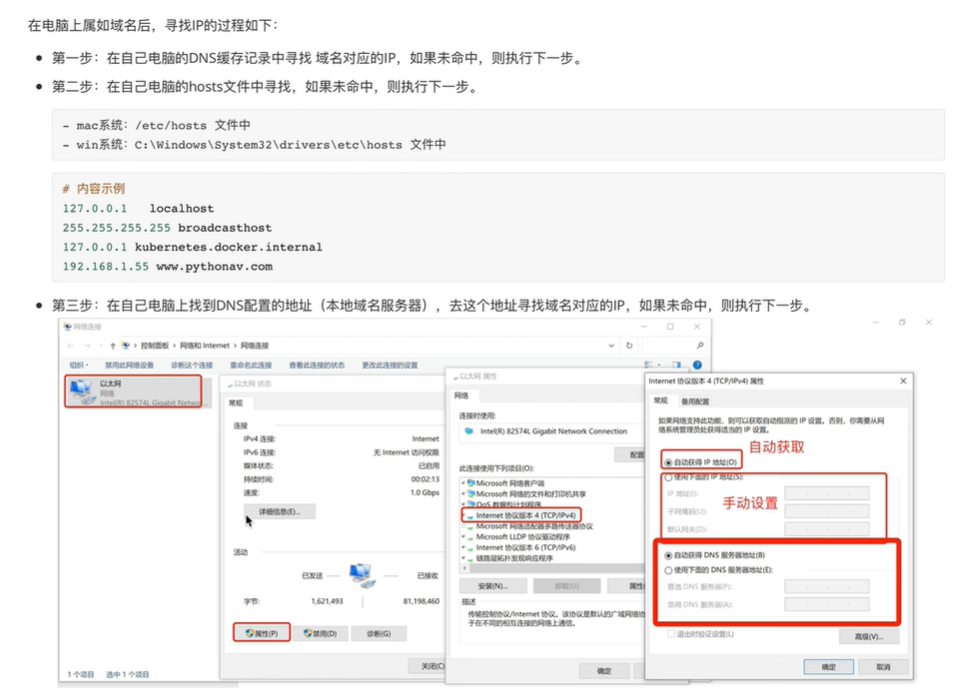 在电脑上属如域名后，寻找IP的过程如下：
第一步：在自己电脑的DNS缓存记录中寻找 域名对应的IP，如果未命中，则执行下一步。
第二步：在自己电脑的hosts文件中寻找，如果未命中，则执行下一步。
- mac系统：/etc/hosts 文件中
- win系统：C:\Windows\System32\drivers\etc\hosts 文件中
# 内容示例
127.0.0.1   localhost
255.255.255.255 broadcasthost
127.0.0.1 kubernetes.docker.internal
192.168.1.55 www.pythonav.com
第三步：在自己电脑上找到DNS配置的地址（本地域名服务器），去这个地址寻找域名对应的IP，如果未命中，则执行下一步。
网络连接
控制面板 › 网络和 Internet › 网络连接
组织 禁用此网络设备 诊断这个连接 重命名此连接 查看此连接的状态 更改此连接的设置
以太网
网络
Intel(R) 82574L Gigabit Networ...
1 个项目 选中 1 个项目
以太网 状态
常规
连接
IPv4 连接: Internet
IPv6 连接: 无 Internet 访问权限
媒体状态: 已启用
持续时间: 00:02:13
速度: 1.0 Gbps
详细信息(E)...
活动
已发送 已接收
字节: 1,621,493 81,198,460
属性(P) 禁用(D) 诊断(G)
关闭(C)
以太网 属性
网络
连接时使用:
Intel(R) 82574L Gigabit Network Connection
配置
此连接使用下列项目(O):
Microsoft 网络客户端
Microsoft 网络的文件和打印机共享
QoS 数据包计划程序
Internet 协议版本 4 (TCP/IPv4)
Microsoft 网络适配器多路传送器协议
Microsoft LLDP 协议驱动程序
Internet 协议版本 6 (TCP/IPv6)
链路层拓扑发现响应程序
安装(N)... 卸载(U) 属性
描述
传输控制协议/Internet 协议。该协议是默认的广域网络协
于在不同的相互连接的网络上通信。
确定
Internet 协议版本 4 (TCP/IPv4) 属性
常规 备用配置
如果网络支持此功能，则可以获取自动指派的 IP 设置。否则，你需要从网
络系统管理员处获得适当的 IP 设置。
自动获取
自动获得 IP 地址(O)
使用下面的 IP 地址(S):
IP 地址(I):
手动设置
子网掩码(U):
默认网关(D):
自动获得 DNS 服务器地址(B)
使用下面的 DNS 服务器地址(E):
首选 DNS 服务器(P):
备用 DNS 服务器(A):
退出时验证设置(L)
高级(V)...
确定 取消